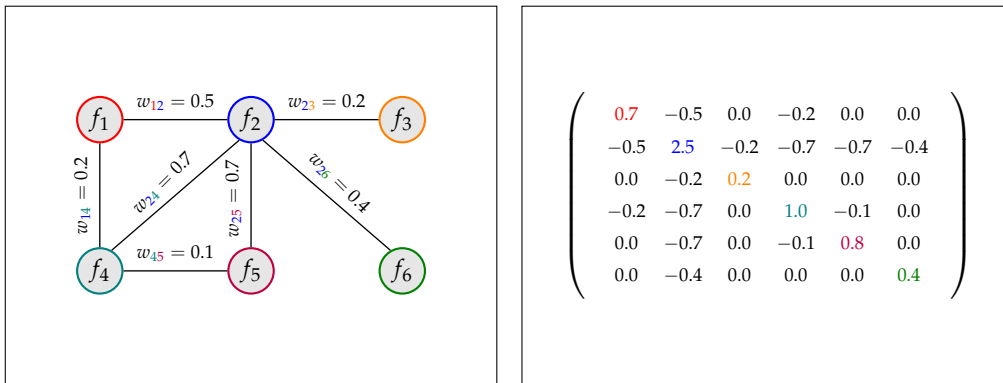 w12 = 0.5
w23 = 0.2
f1
f2
f3
w14 = 0.2
w24 = 0.7
w25 = 0.7
w26 = 0.4
w45 = 0.1
f4
f5
f6
0.7 −0.5 0.0 −0.2 0.0 0.0
−0.5 2.5 −0.2 −0.7 −0.7 −0.4
0.0 −0.2 0.2 0.0 0.0 0.0
−0.2 −0.7 0.0 1.0 −0.1 0.0
0.0 −0.7 0.0 −0.1 0.8 0.0
0.0 −0.4 0.0 0.0 0.0 0.4